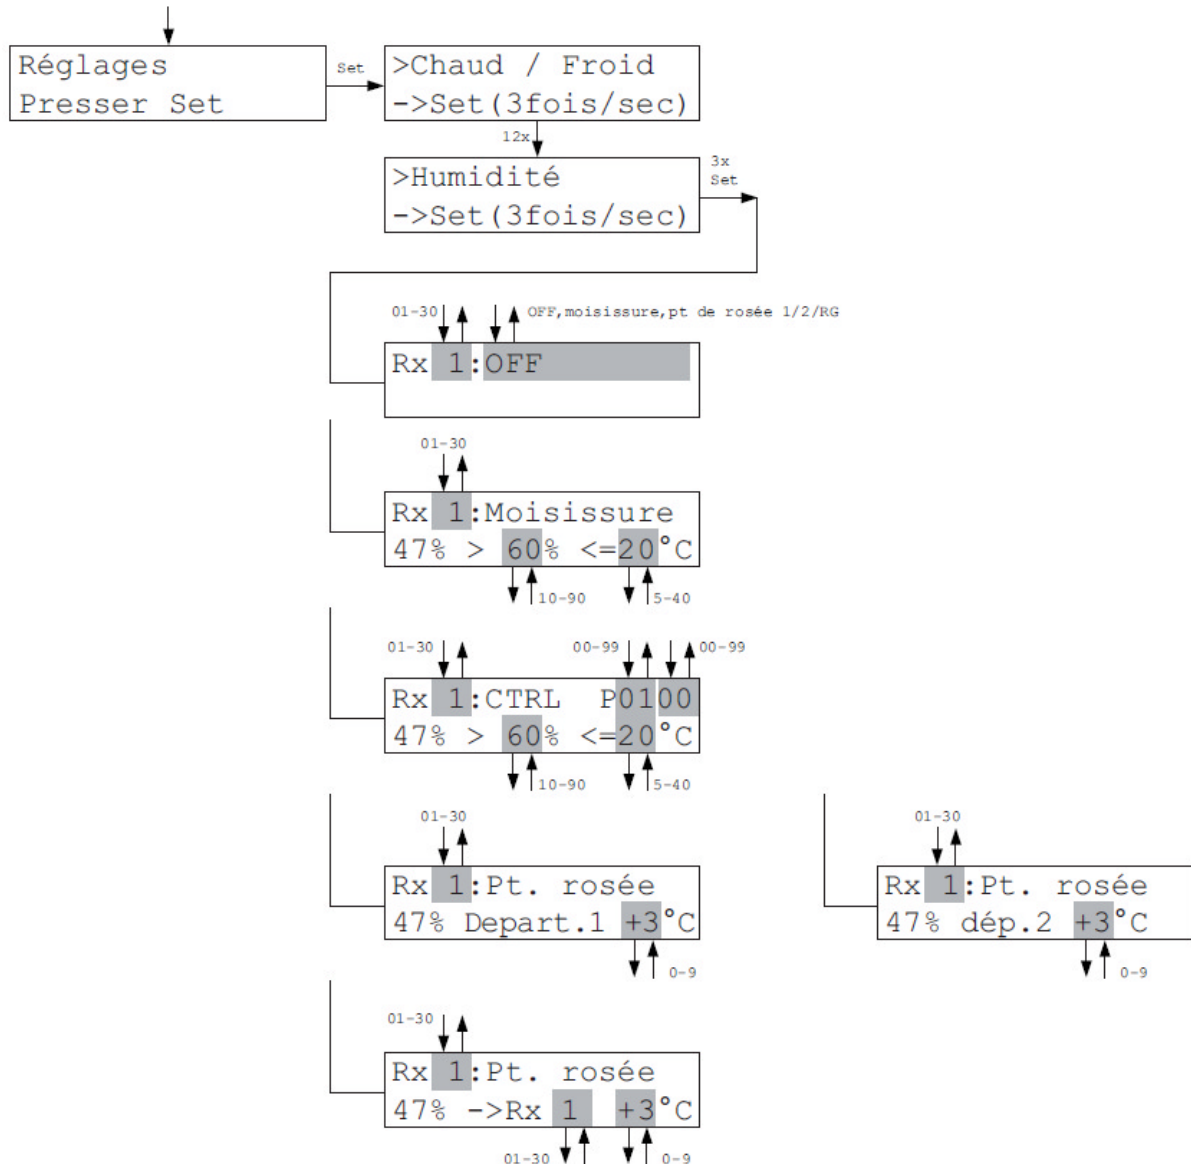 Réglages
Presser Set
Set
>Chaud / Froid
->Set(3fois/sec)
12x
>Humidité
->Set(3fois/sec)
3x
Set
01-30
OFF,moisissure,pt de rosée 1/2/RG
Rx 1:OFF
01-30
Rx 1:Moisissure
47% > 60% <=20°C
10-90
5-40
01-30
00-99
00-99
Rx 1:CTRL P0100
47% > 60% <=20°C
10-90
5-40
01-30
Rx 1:Pt. rosée
47% Depart.1 +3°C
0-9
01-30
Rx 1:Pt. rosée
47% dép.2 +3°C
0-9
01-30
Rx 1:Pt. rosée
47% ->Rx 1 +3°C
01-30
0-9